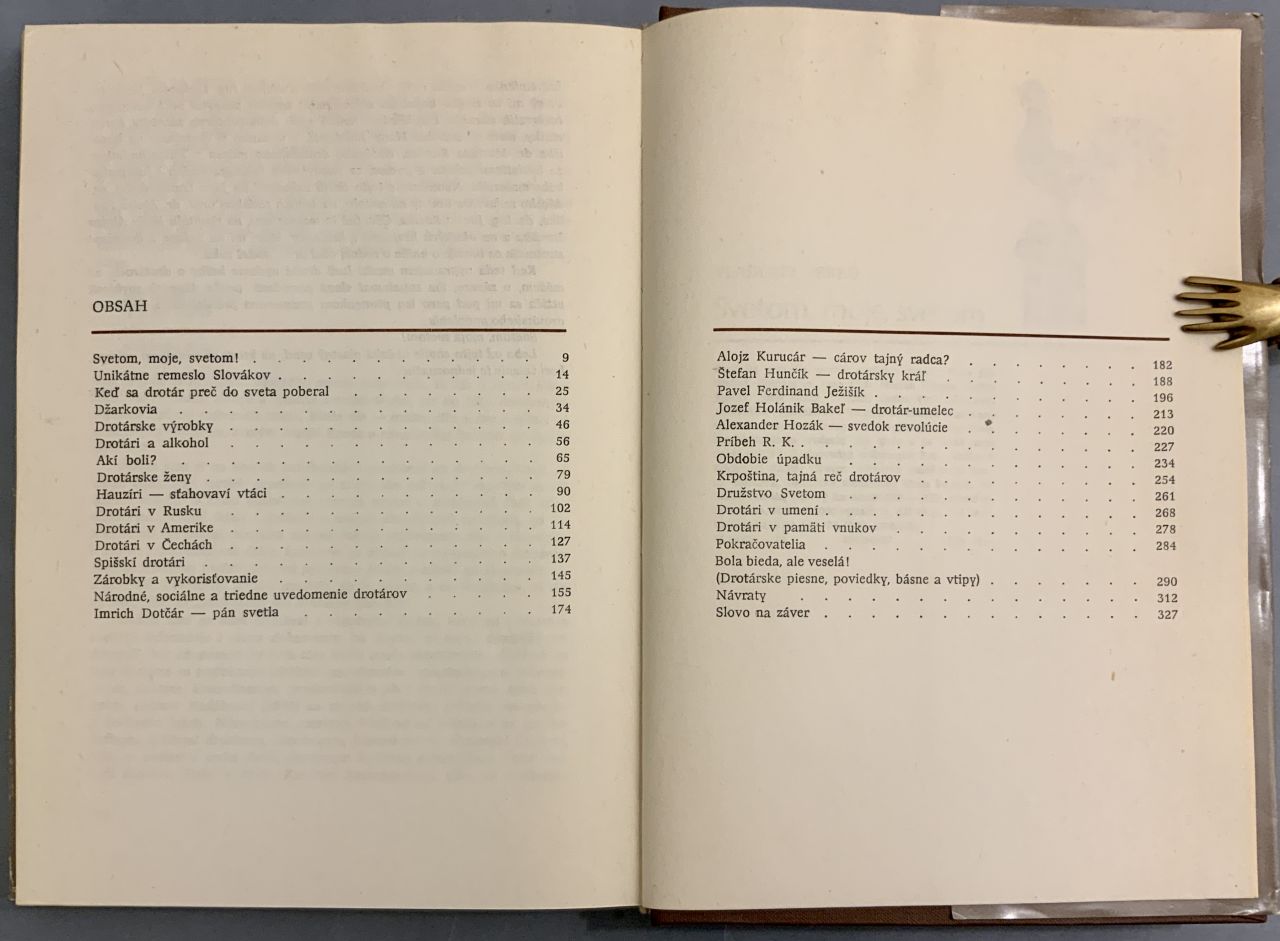 OBSAH
Svetom, moje, svetom! . . . . . . . . . . . . 9
Unikátne remeslo Slovákov . . . . . . . . . . . 14
Keď sa drotár preč do sveta poberal . . . . . . . . 25
Džarkovia . . . . . . . . . . . . . . . 34
Drotárske výrobky . . . . . . . . . . . . . 46
Drotári a alkohol . . . . . . . . . . . . . 56
Akí boli? . . . . . . . . . . . . . . . 65
Drotárske ženy . . . . . . . . . . . . . . 79
Hauzíri — sťahovaví vtáci . . . . . . . . . . . 90
Drotári v Rusku . . . . . . . . . . . . . 102
Drotári v Amerike . . . . . . . . . . . . . 114
Drotári v Čechách . . . . . . . . . . . . . 127
Spišskí drotári . . . . . . . . . . . . . . 137
Zárobky a vykorisťovanie . . . . . . . . . . . 145
Národné, sociálne a triedne uvedomenie drotárov . . . . . 155
Imrich Dotčár — pán svetla . . . . . . . . . . 174
Alojz Kurucár — cárov tajný radca? . . . . . . . 182
Štefan Hunčík — drotársky kráľ . . . . . . . . 188
Pavel Ferdinand Ježišík . . . . . . . . . . . 196
Jozef Holánik Bakeľ — drotár-umelec . . . . . . . 213
Alexander Hozák — svedok revolúcie . . . . . . . 220
Príbeh R. K. . . . . . . . . . . . . . . 227
Obdobie úpadku . . . . . . . . . . . . 234
Krpoština, tajná reč drotárov . . . . . . . . . 254
Družstvo Svetom . . . . . . . . . . . . 261
Drotári v umení . . . . . . . . . . . . . 268
Drotári v pamäti vnukov . . . . . . . . . . 278
Pokračovatelia . . . . . . . . . . . . . 284
Bola bieda, ale veselá!
(Drotárske piesne, poviedky, básne a vtipy) . . . . . . 290
Návraty . . . . . . . . . . . . . . 312
Slovo na záver . . . . . . . . . . . . . 327